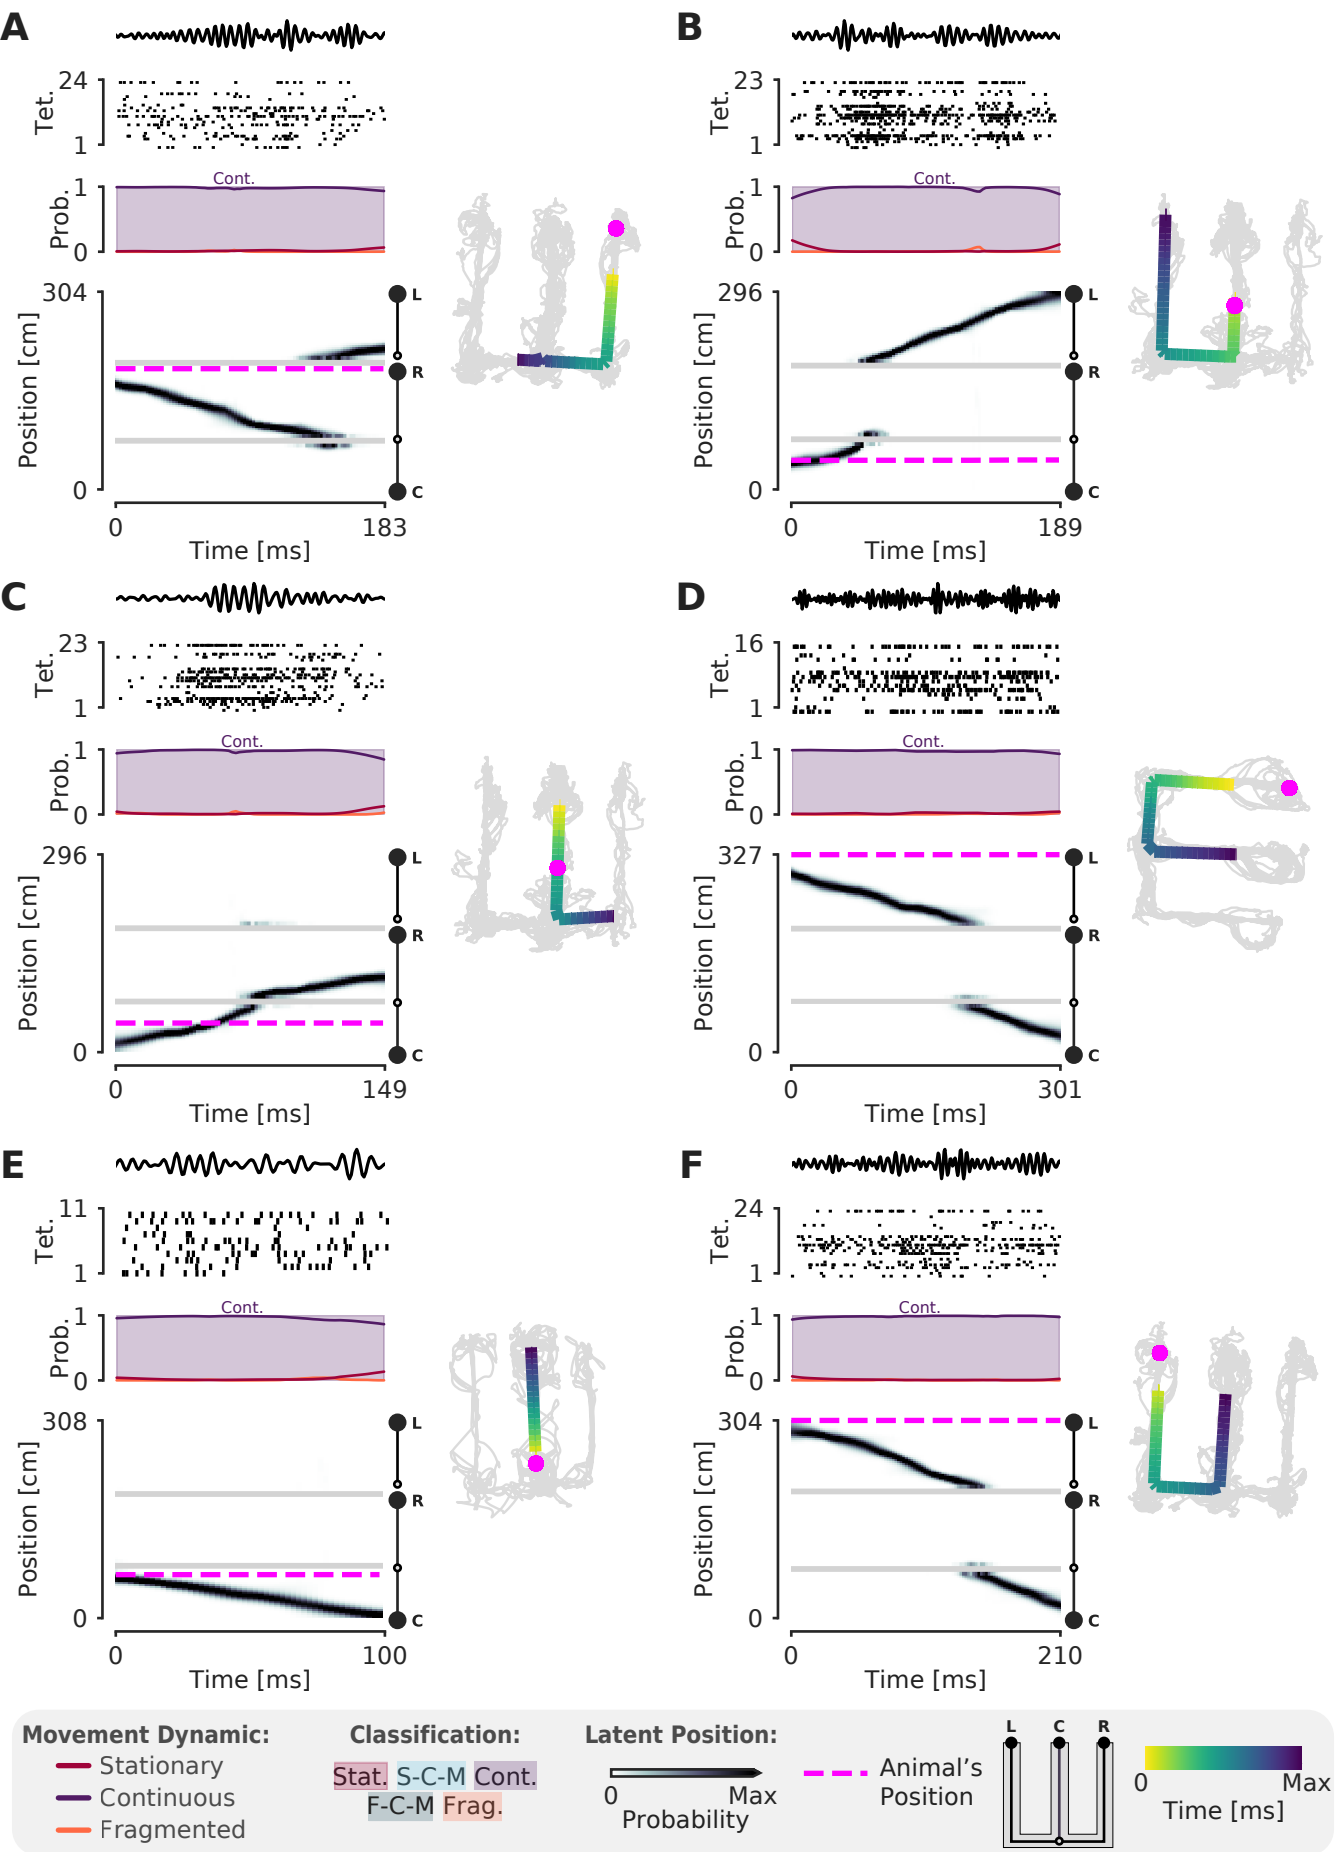 A
24
Tet.
1
Cont.
1
Prob.
0
304
L
R
Position [cm]
0
C
0
183
Time [ms]
B
23
Tet.
1
Cont.
1
Prob.
0
296
L
R
Position [cm]
0
C
0
189
Time [ms]
C
23
Tet.
1
Cont.
1
Prob.
0
296
L
R
Position [cm]
0
C
0
149
Time [ms]
D
16
Tet.
1
Cont.
1
Prob.
0
327
L
R
Position [cm]
0
C
0
301
Time [ms]
E
11
Tet.
1
Cont.
1
Prob.
0
308
L
R
Position [cm]
0
C
0
100
Time [ms]
F
24
Tet.
1
Cont.
1
Prob.
0
304
L
R
Position [cm]
0
C
0
210
Time [ms]
Movement Dynamic:
Stationary
Continuous
Fragmented
Classification:
Stat. S-C-M Cont.
F-C-M Frag.
Latent Position:
0 Max
Probability
Animal's
Position
L C R
0 Max
Time [ms]